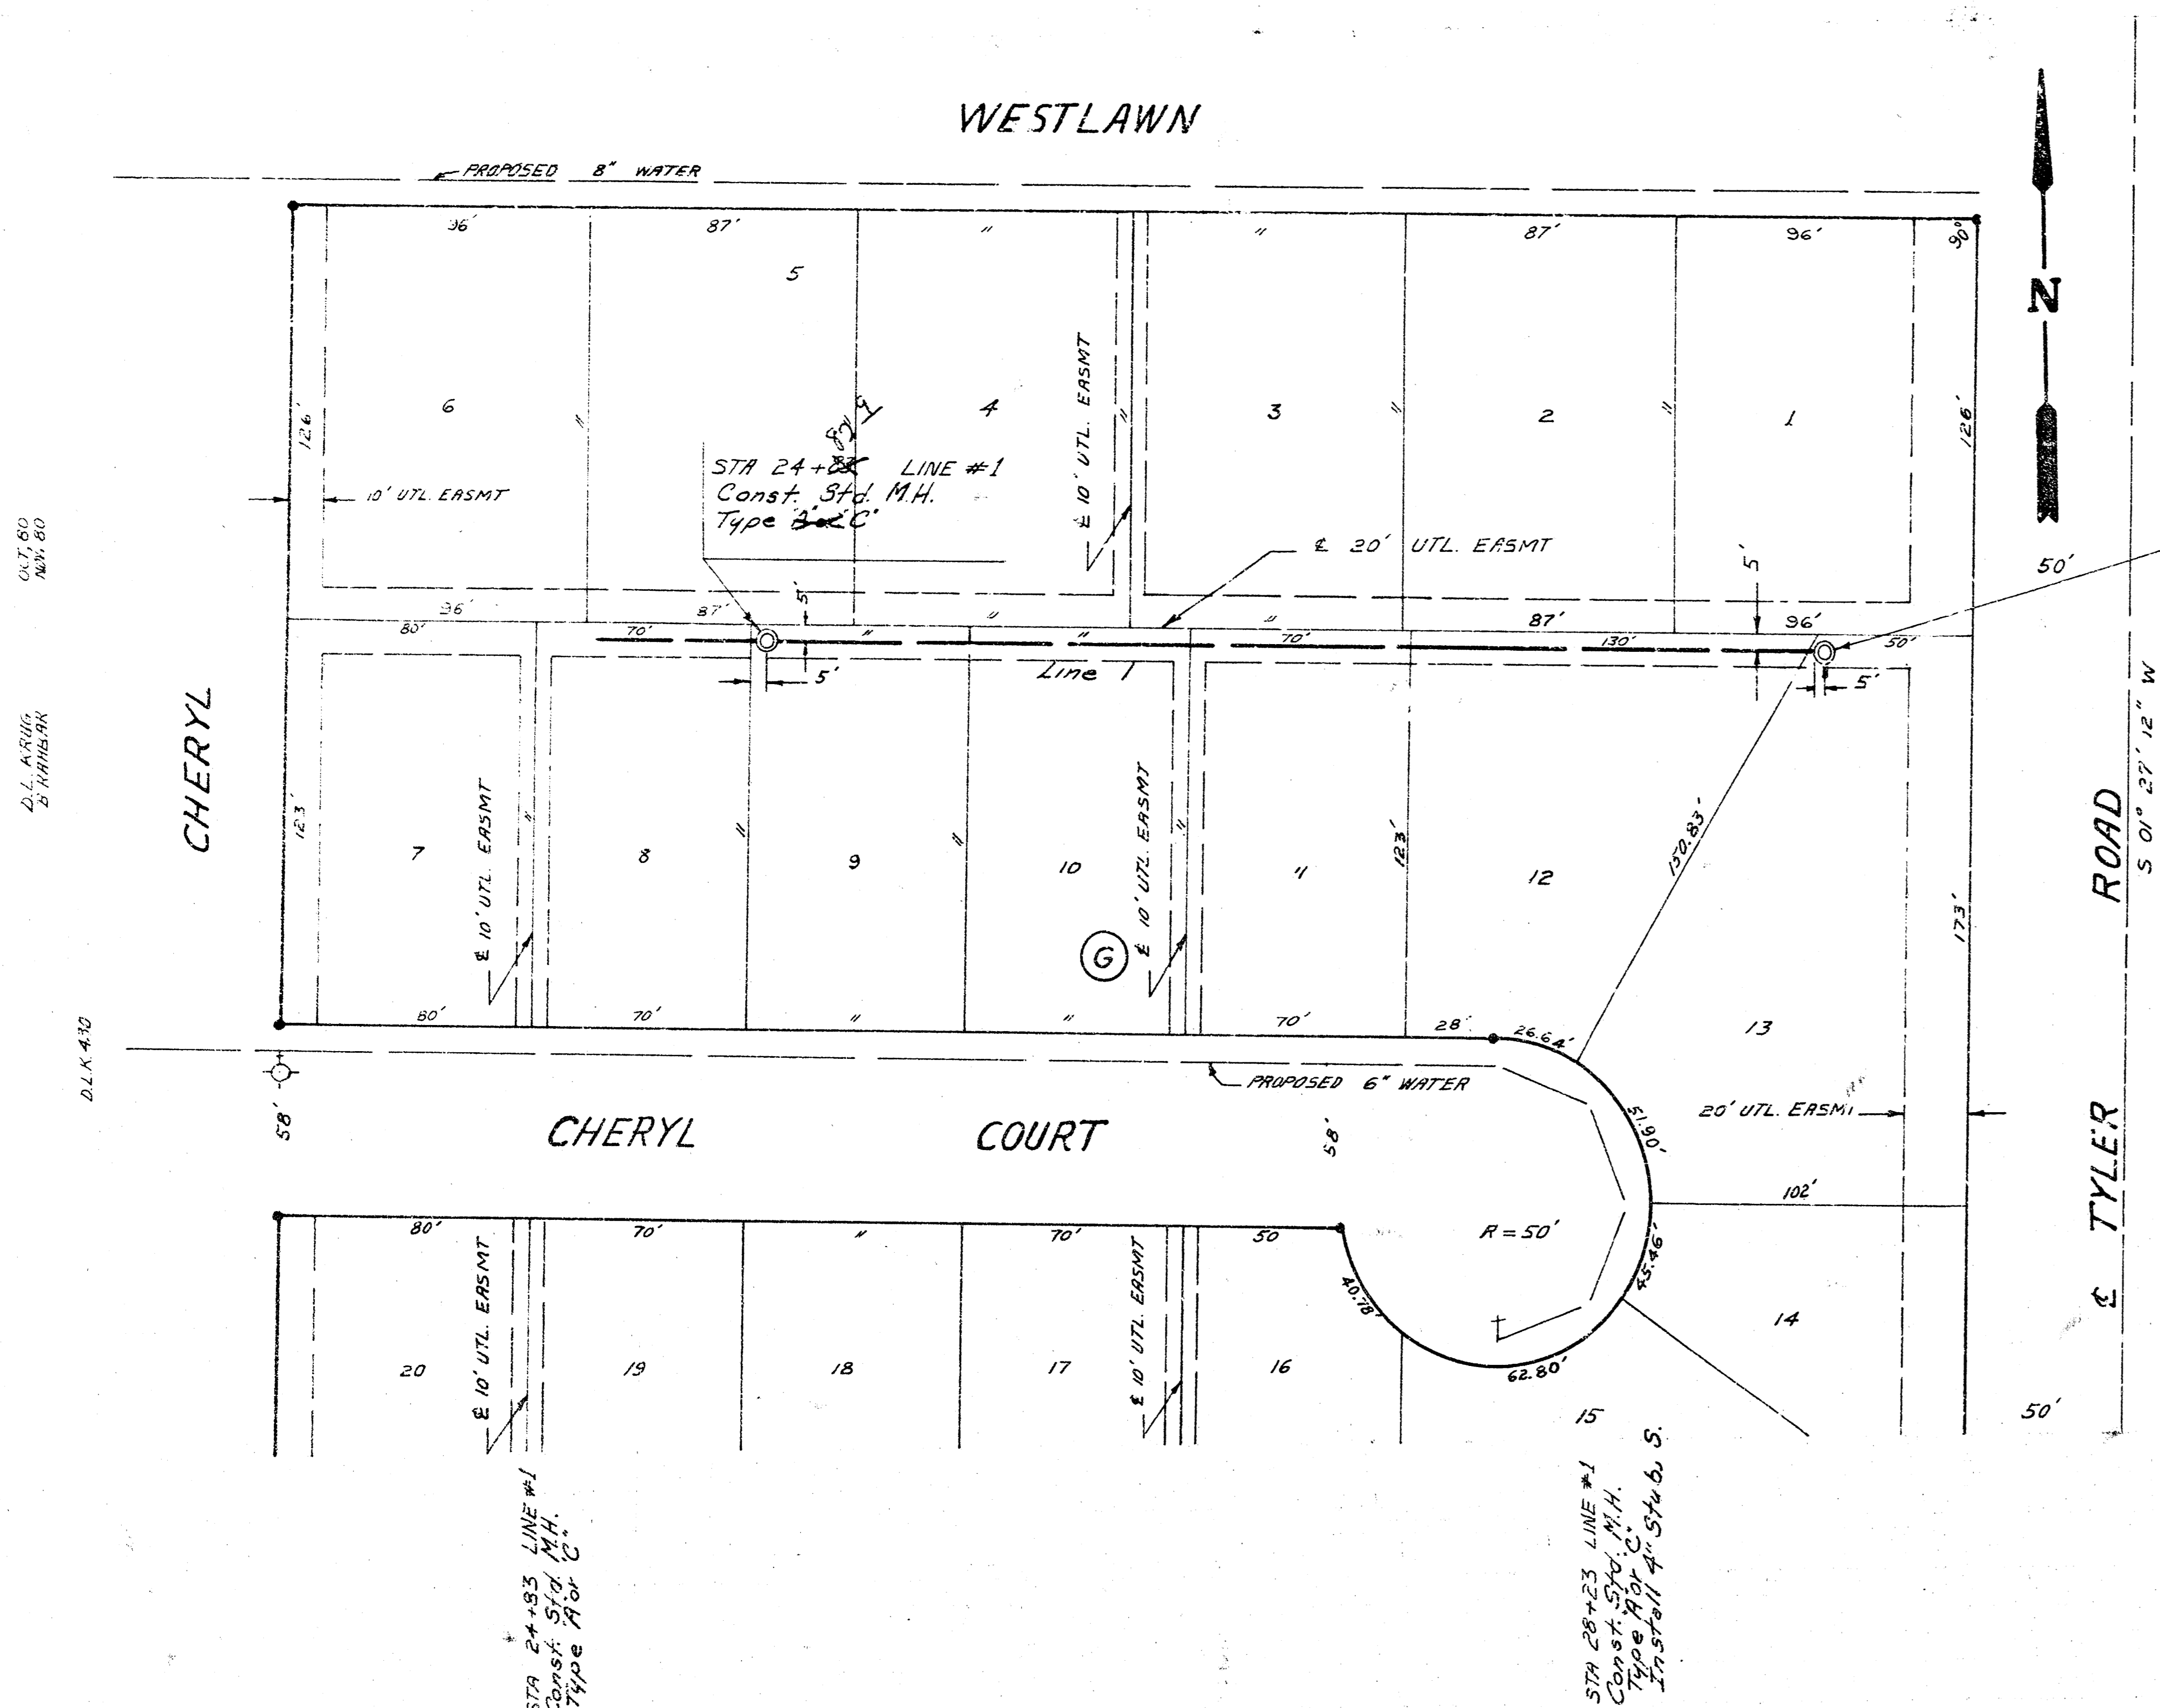 WESTLAWN
PROPOSED 8" WATER
96' 87' " " 87' 96' 90°
5
6 4 3 2 1
126' " " " " 126'
N
℄ 10' UTL. EASMT
STA 24+ LINE #1
Const. Std. M.H.
Type "C"
10' UTL. EASMT
℄ 20' UTL. EASMT
5' 5' 50'
96' 87' " " 87' 96'
80' 70' " " 70' 130' 50'
Line 1
5' 5'
OCT, 80
NOV. 80
D.L. KRUG
D.L.K. 4.30
CHERYL
S 01° 27' 12" W
℄ TYLER ROAD
123' " " " " 123' 150.83' 173'
℄ 10' UTL. EASMT
℄ 10' UTL. EASMT
7 8 9 10 " 12
G
13
80' 70' " " 70' 28' 26.64'
PROPOSED 6" WATER
58'
CHERYL COURT
58'
51.90'
20' UTL. EASMT
102'
R = 50'
80' 70' " 70' 50
40.78'
45.46'
62.80'
℄ 10' UTL. EASMT
℄ 10' UTL. EASMT
20 19 18 17 16
14
15
50'
STA 24+83 LINE #1
Const. Std. M.H.
Type "A" or "C"
STA 28+23 LINE #1
Const. Std. M.H.
Type "A" or "C"
Install 4" Stub, S.